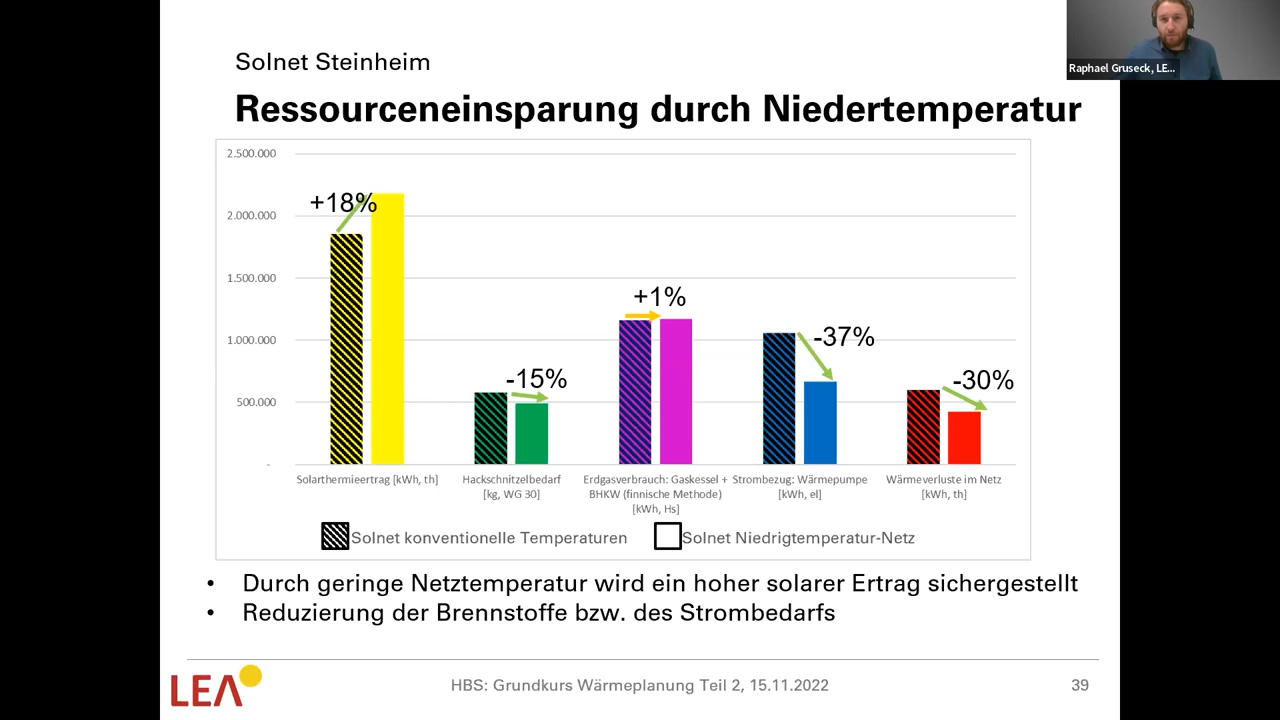 Solnet Steinheim
Raphael Gruseck, LE...
Ressourceneinsparung durch Niedertemperatur
2.500.000
2.000.000
1.500.000
1.000.000
500.000
-
+18%
-15%
+1%
-37%
-30%
Solarthermieertrag [kWh, th]
Hackschnitzelbedarf
[kg, WG 30]
Erdgasverbrauch: Gaskessel +
BHKW (finnische Methode)
[kWh, Hs]
Strombezug: Wärmepumpe
[kWh, el]
Wärmeverluste im Netz
[kWh, th]
Solnet konventionelle Temperaturen
Solnet Niedrigtemperatur-Netz
• Durch geringe Netztemperatur wird ein hoher solarer Ertrag sichergestellt
• Reduzierung der Brennstoffe bzw. des Strombedarfs
LEA
HBS: Grundkurs Wärmeplanung Teil 2, 15.11.2022
39